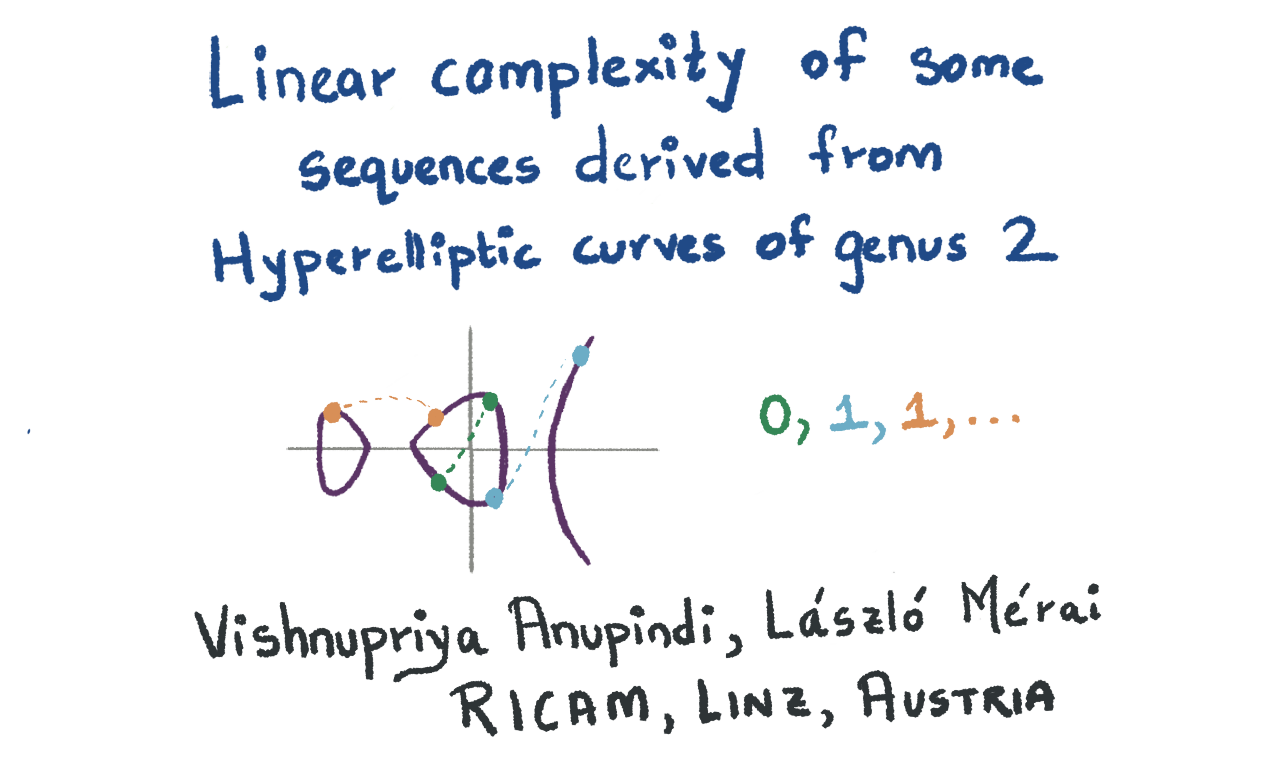 Linear complexity of some
sequences derived from
Hyperelliptic curves of genus 2
0, 1, 1, ...
Vishnupriya Anupindi, László Mérai
RICAM, LINZ, AUSTRIA